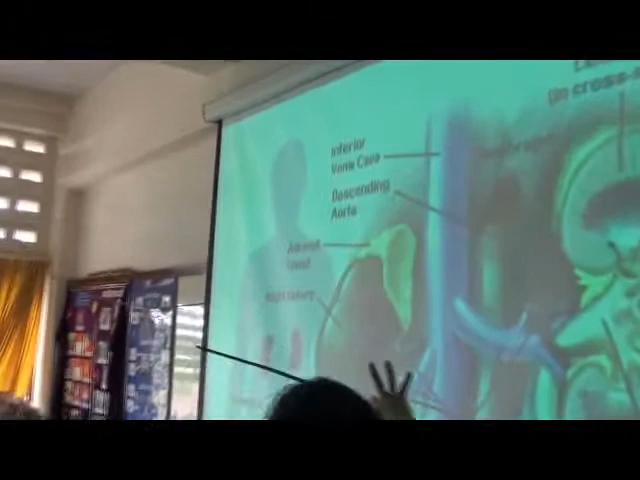 Inferior
Vena Cava
Descending
Aorta
Adrenal
Gland
Right Kidney
(in cross-